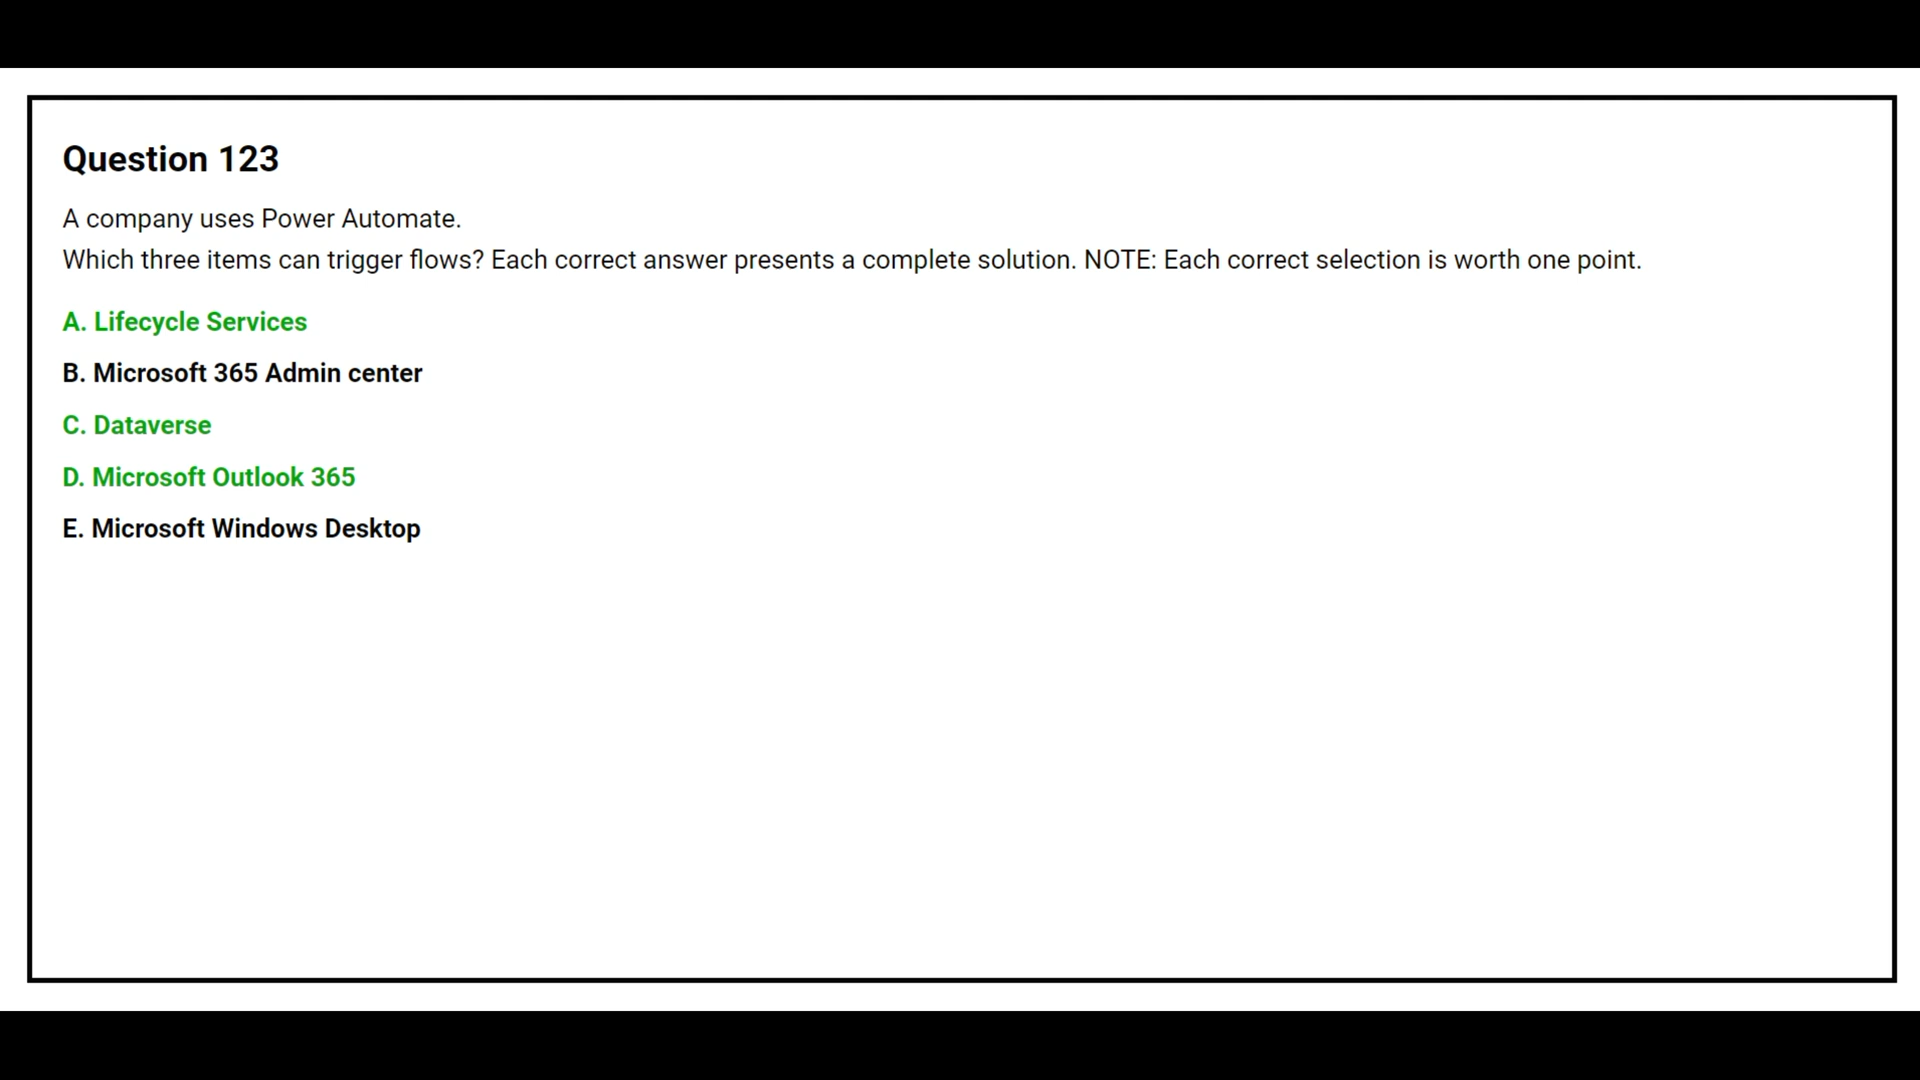 Question 123
A company uses Power Automate.
Which three items can trigger flows? Each correct answer presents a complete solution. NOTE: Each correct selection is worth one point.
A. Lifecycle Services
B. Microsoft 365 Admin center
C. Dataverse
D. Microsoft Outlook 365
E. Microsoft Windows Desktop